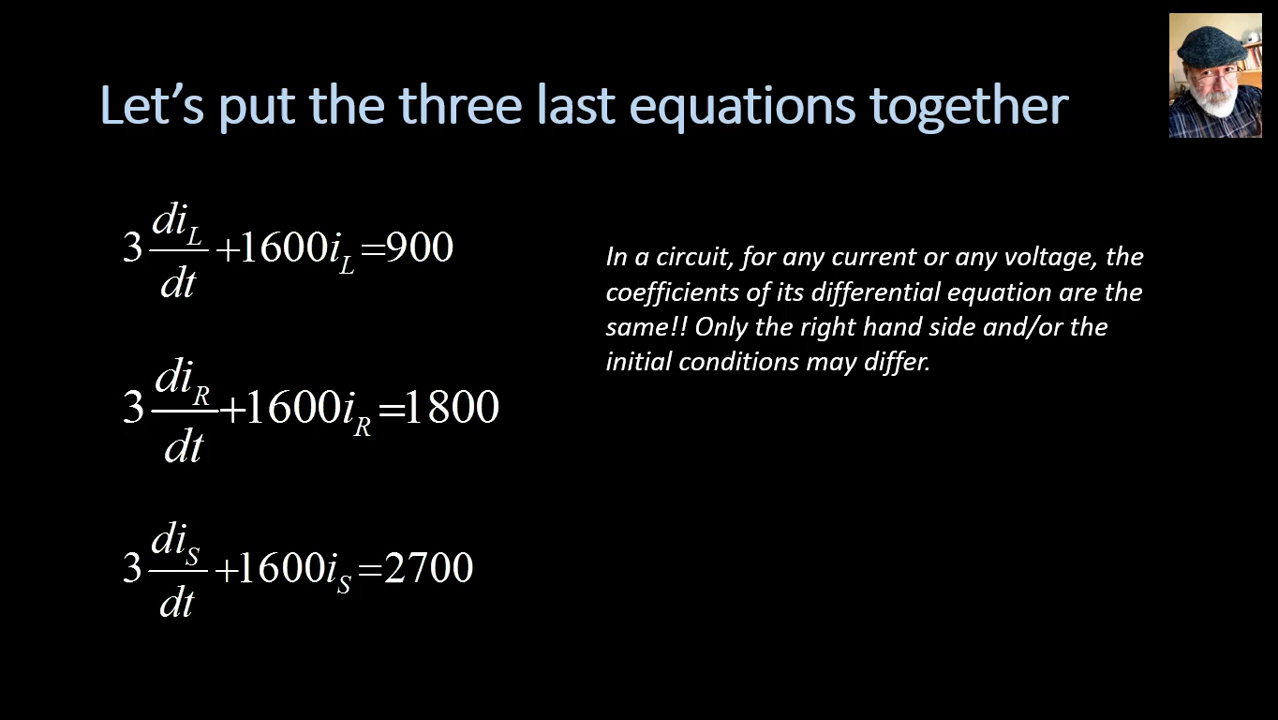 Let's put the three last equations together
3 di_L/dt +1600i_L =900
In a circuit, for any current or any voltage, the
coefficients of its differential equation are the
same!! Only the right hand side and/or the
initial conditions may differ.
3 di_R/dt +1600i_R =1800
3 di_S/dt +1600i_S =2700